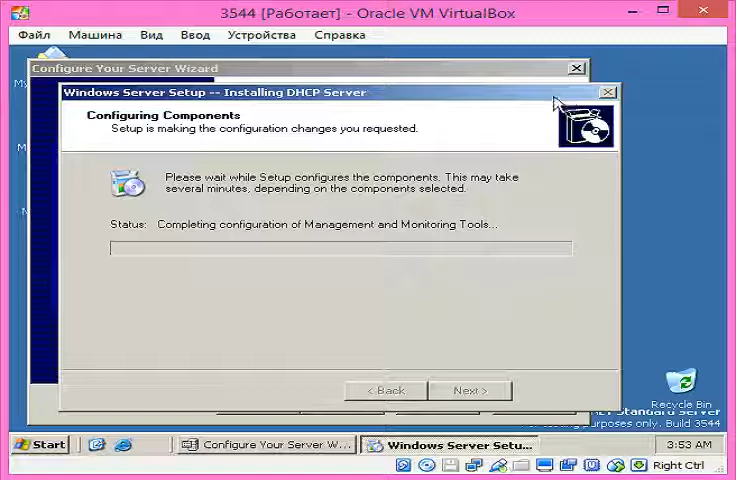 3544 [Работает] - Oracle VM VirtualBox
Файл Машина Вид Ввод Устройства Справка
Configure Your Server Wizard
Windows Server Setup -- Installing DHCP Server
Configuring Components
Setup is making the configuration changes you requested.
Please wait while Setup configures the components. This may take
several minutes, depending on the components selected.
Status: Completing configuration of Management and Monitoring Tools...
< Back Next >
Recycle Bin
Standard Server
purposes only. Build 3544
Start Configure Your Server W... Windows Server Setu... 3:53 AM
Right Ctrl